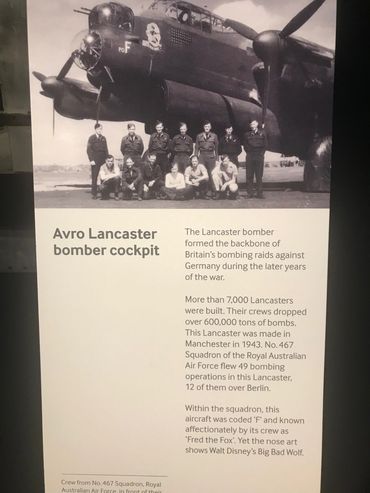 PO F
Avro Lancaster
bomber cockpit
The Lancaster bomber
formed the backbone of
Britain's bombing raids against
Germany during the later years
of the war.
More than 7,000 Lancasters
were built. Their crews dropped
over 600,000 tons of bombs.
This Lancaster was made in
Manchester in 1943. No. 467
Squadron of the Royal Australian
Air Force flew 49 bombing
operations in this Lancaster,
12 of them over Berlin.
Within the squadron, this
aircraft was coded 'F' and known
affectionately by its crew as
'Fred the Fox'. Yet the nose art
shows Walt Disney's Big Bad Wolf.
Crew from No. 467 Squadron, Royal
Australian Air Force, in front of their